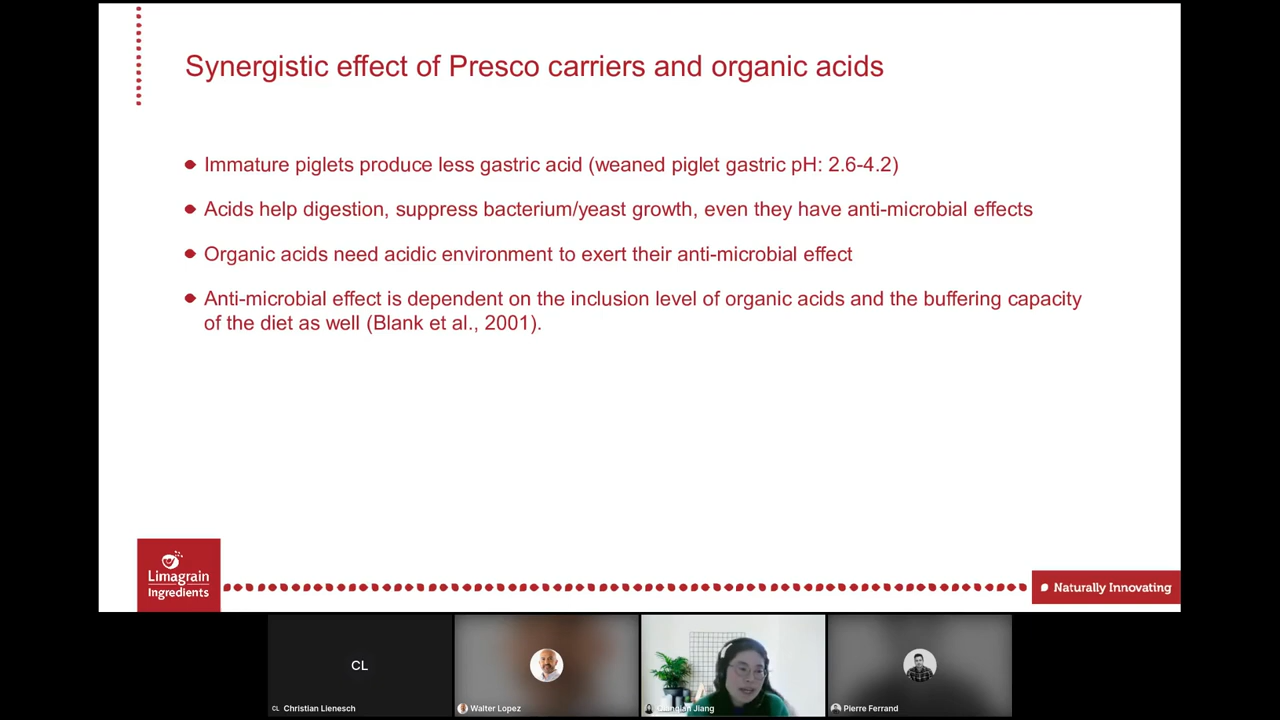 Synergistic effect of Presco carriers and organic acids
Immature piglets produce less gastric acid (weaned piglet gastric pH: 2.6-4.2)
Acids help digestion, suppress bacterium/yeast growth, even they have anti-microbial effects
Organic acids need acidic environment to exert their anti-microbial effect
Anti-microbial effect is dependent on the inclusion level of organic acids and the buffering capacity
of the diet as well (Blank et al., 2001).
Limagrain
Ingredients
Naturally Innovating
CL
CL Christian Lienesch
Walter Lopez
Jiang
Pierre Ferrand